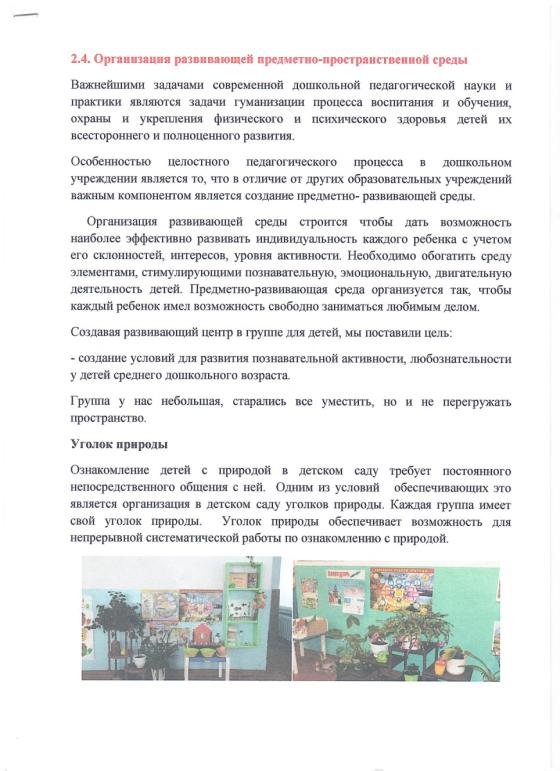 2.4. Организация развивающей предметно-пространственной среды
Важнейшими задачами современной дошкольной педагогической науки и
практики являются задачи гуманизации процесса воспитания и обучения,
охраны и укрепления физического и психического здоровья детей их
всестороннего и полноценного развития.
Особенностью целостного педагогического процесса в дошкольном
учреждении является то, что в отличие от других образовательных учреждений
важным компонентом является создание предметно- развивающей среды.
Организация развивающей среды строится чтобы дать возможность
наиболее эффективно развивать индивидуальность каждого ребенка с учетом
его склонностей, интересов, уровня активности. Необходимо обогатить среду
элементами, стимулирующими познавательную, эмоциональную, двигательную
деятельность детей. Предметно-развивающая среда организуется так, чтобы
каждый ребенок имел возможность свободно заниматься любимым делом.
Создавая развивающий центр в группе для детей, мы поставили цель:
- создание условий для развития познавательной активности, любознательности
у детей среднего дошкольного возраста.
Группа у нас небольшая, старались все уместить, но и не перегружать
пространство.
Уголок природы
Ознакомление детей с природой в детском саду требует постоянного
непосредственного общения с ней. Одним из условий обеспечивающих это
является организация в детском саду уголков природы. Каждая группа имеет
свой уголок природы. Уголок природы обеспечивает возможность для
непрерывной систематической работы по ознакомлению с природой.